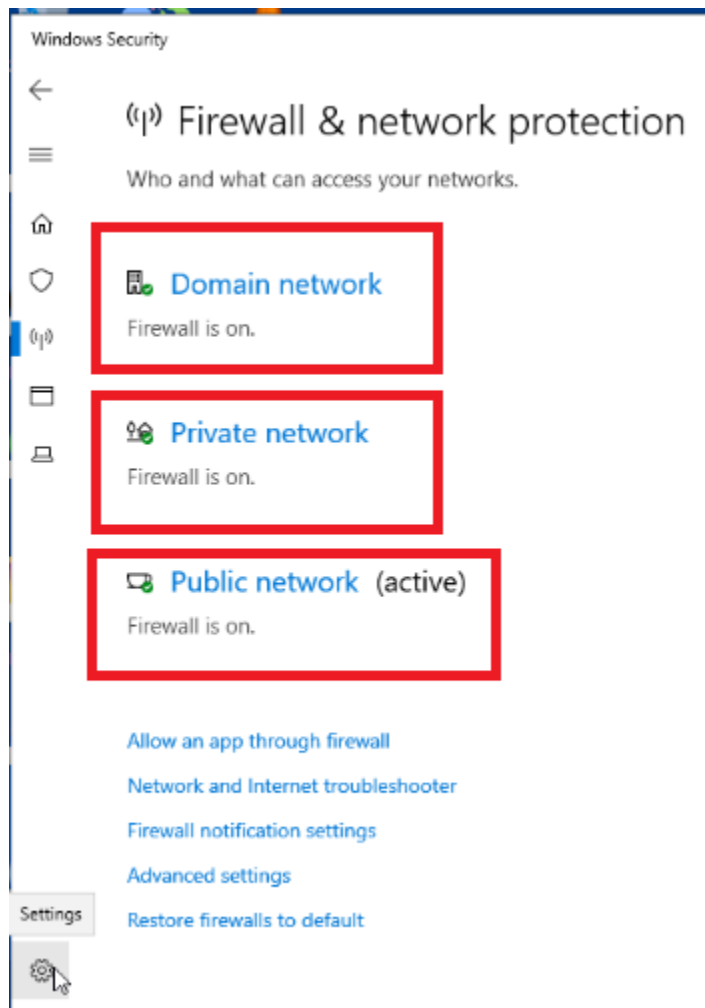 Windows Security
Firewall & network protection
Who and what can access your networks.
Domain network
Firewall is on.
Private network
Firewall is on.
Public network (active)
Firewall is on.
Allow an app through firewall
Network and Internet troubleshooter
Firewall notification settings
Advanced settings
Restore firewalls to default
Settings